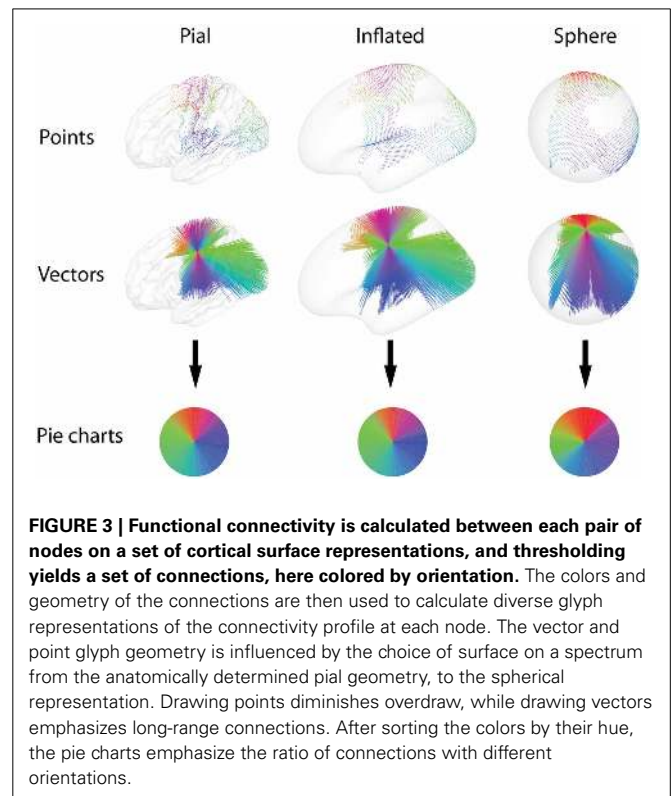 Pial Inflated Sphere
Points
Vectors
Pie charts
FIGURE 3 | Functional connectivity is calculated between each pair of
nodes on a set of cortical surface representations, and thresholding
yields a set of connections, here colored by orientation. The colors and
geometry of the connections are then used to calculate diverse glyph
representations of the connectivity profile at each node. The vector and
point glyph geometry is influenced by the choice of surface on a spectrum
from the anatomically determined pial geometry, to the spherical
representation. Drawing points diminishes overdraw, while drawing vectors
emphasizes long-range connections. After sorting the colors by their hue,
the pie charts emphasize the ratio of connections with different
orientations.